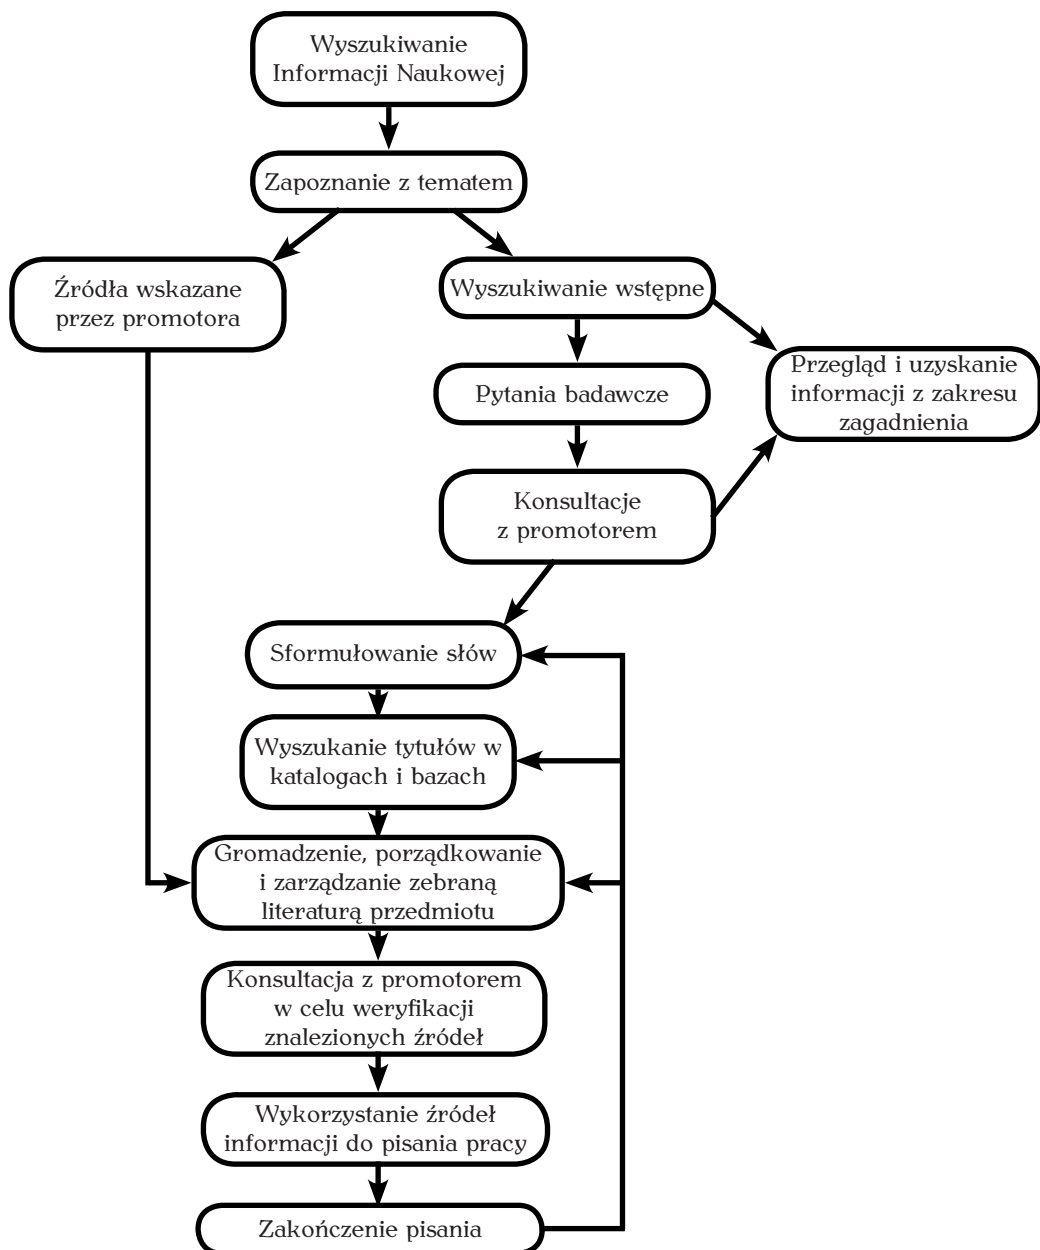 Wyszukiwanie
Informacji Naukowej
Zapoznanie z tematem
Źródła wskazane
przez promotora
Wyszukiwanie wstępne
Pytania badawcze
Przegląd i uzyskanie
informacji z zakresu
zagadnienia
Konsultacje
z promotorem
Sformułowanie słów
Wyszukanie tytułów w
katalogach i bazach
Gromadzenie, porządkowanie
i zarządzanie zebraną
literaturą przedmiotu
Konsultacja z promotorem
w celu weryfikacji
znalezionych źródeł
Wykorzystanie źródeł
informacji do pisania pracy
Zakończenie pisania